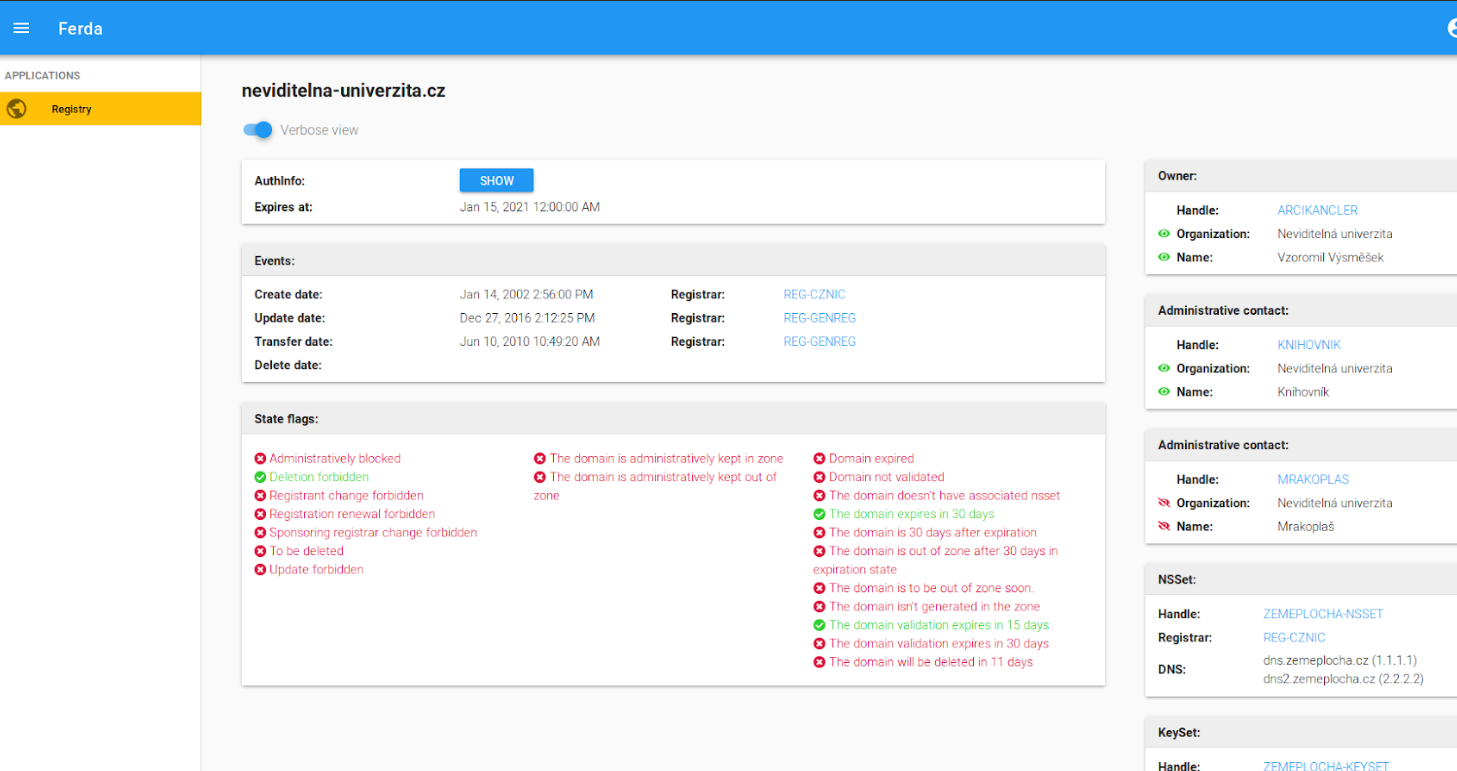 Ferda
APPLICATIONS
Registry
neviditelna-univerzita.cz
Verbose view
AuthInfo: SHOW
Expires at: Jan 15, 2021 12:00:00 AM
Events:
Create date: Jan 14, 2002 2:56:00 PM Registrar: REG-CZNIC
Update date: Dec 27, 2016 2:12:25 PM Registrar: REG-GENREG
Transfer date: Jun 10, 2010 10:49:20 AM Registrar: REG-GENREG
Delete date:
State flags:
Administratively blocked
Deletion forbidden
Registrant change forbidden
Registration renewal forbidden
Sponsoring registrar change forbidden
To be deleted
Update forbidden
The domain is administratively kept in zone
The domain is administratively kept out of
zone
Domain expired
Domain not validated
The domain doesn't have associated nsset
The domain expires in 30 days
The domain is 30 days after expiration
The domain is out of zone after 30 days in
expiration state
The domain is to be out of zone soon.
The domain isn't generated in the zone
The domain validation expires in 15 days
The domain validation expires in 30 days
The domain will be deleted in 11 days
Owner:
Handle: ARCIKANCLER
Organization: Neviditelná univerzita
Name: Vzoromil Výsměšek
Administrative contact:
Handle: KNIHOVNIK
Organization: Neviditelná univerzita
Name: Knihovník
Administrative contact:
Handle: MRAKOPLAS
Organization: Neviditelná univerzita
Name: Mrakoplaš
NSSet:
Handle: ZEMEPLOCHA-NSSET
Registrar: REG-CZNIC
DNS: dns.zemeplocha.cz (1.1.1.1)
dns2.zemeplocha.cz (2.2.2.2)
KeySet:
Handle: ZEMEPLOCHA-KEYSET